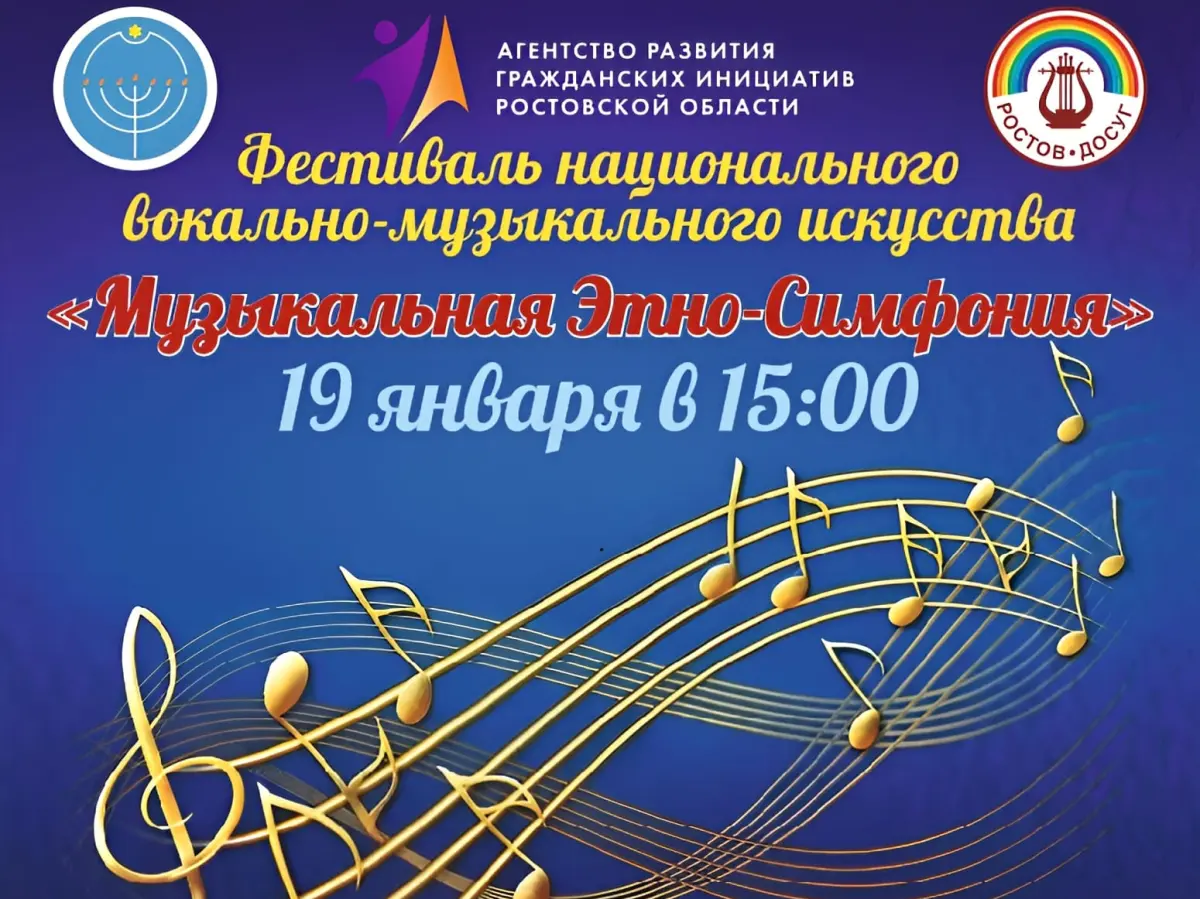 АГЕНТСТВО РАЗВИТИЯ
ГРАЖДАНСКИХ ИНИЦИАТИВ
РОСТОВСКОЙ ОБЛАСТИ
РОСТОВ•ДОСУГ
Фестиваль национального
вокально-музыкального искусства
«Музыкальная Этно-Симфония»
19 января в 15:00